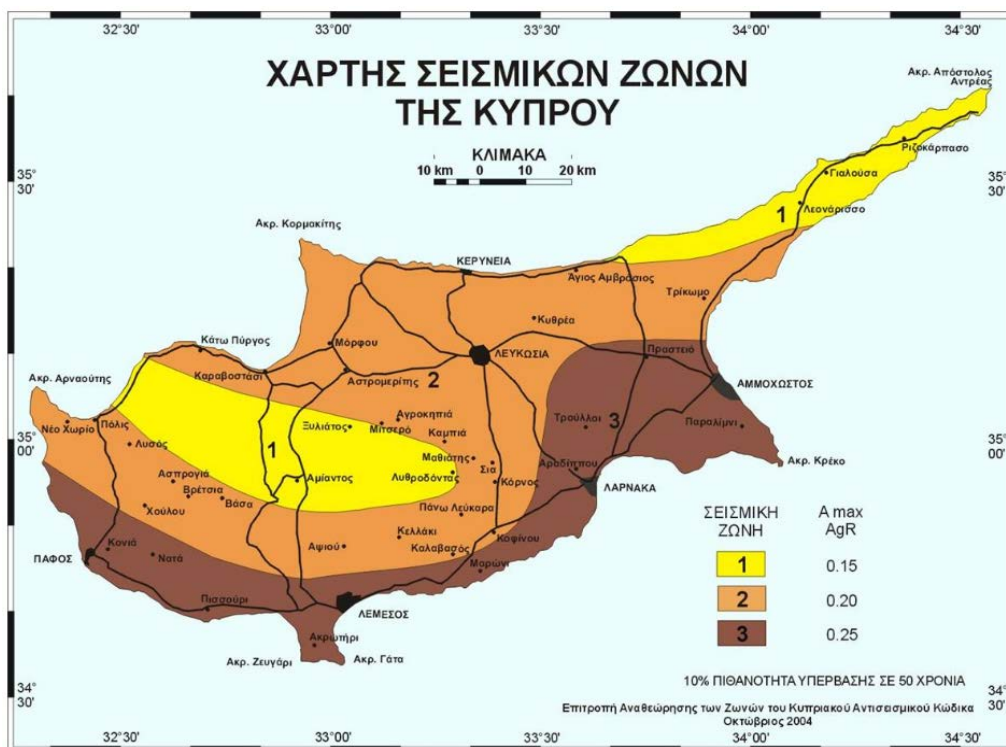 32°30' 33°00' 33°30' 34°00' 34°30'
ΧΑΡΤΗΣ ΣΕΙΣΜΙΚΩΝ ΖΩΝΩΝ
ΤΗΣ ΚΥΠΡΟΥ
Ακρ. Απόστολος
Αντρέας
ΚΛΙΜΑΚΑ
10 km 0 10 20 km
Ριζοκάρπασο
35°
30'
35°
30'
Γιαλούσα
Λεονάρισσο
1
Ακρ. Κορμακίτης
ΚΕΡΥΝΕΙΑ
Άγιος Αμβρόσιος
Τρίκωμο
Κυθρέα
Κάτω Πύργος
Μόρφου
ΛΕΥΚΩΣΙΑ
Πραστειό
Καραβοστάσι
Αστρομερίτης
2
ΑΜΜΟΧΩΣΤΟΣ
Ακρ. Αρναούτης
Νέο Χωρίο
Πόλις
Ξυλιάτος
Αγροκηπιά
Μιτσερό
Τρούλλοι
3
Παραλίμνι
35°
00'
35°
00'
Λυσός
1
Καμπιά
Μαθιάτης
Σια
Αραδίππου
Ακρ. Κρέκο
Ασπρογιά
Βρέτσια
Βάσα
Αμίαντος
Λυθροδόντας
Κόρνος
ΛΑΡΝΑΚΑ
Χούλου
Πάνω Λεύκαρα
Κελλάκι
Κοφίνου
ΠΑΦΟΣ
Κονιά
Νατά
Αψιού
Καλαβασός
Μαρώνι
Πισσούρι
ΛΕΜΕΣΟΣ
Ακρωτήρι
Ακρ. Ζευγάρι
Ακρ. Γάτα
ΣΕΙΣΜΙΚΗ
ΖΩΝΗ
A max
AgR
1 0.15
2 0.20
3 0.25
34°
30'
34°
30'
10% ΠΙΘΑΝΟΤΗΤΑ ΥΠΕΡΒΑΣΗΣ ΣΕ 50 ΧΡΟΝΙΑ
Επιτροπή Αναθεώρησης των Ζωνών του Κυπριακού Αντισεισμικού Κώδικα
Οκτώβριος 2004
32°30' 33°00' 33°30' 34°00' 34°30'